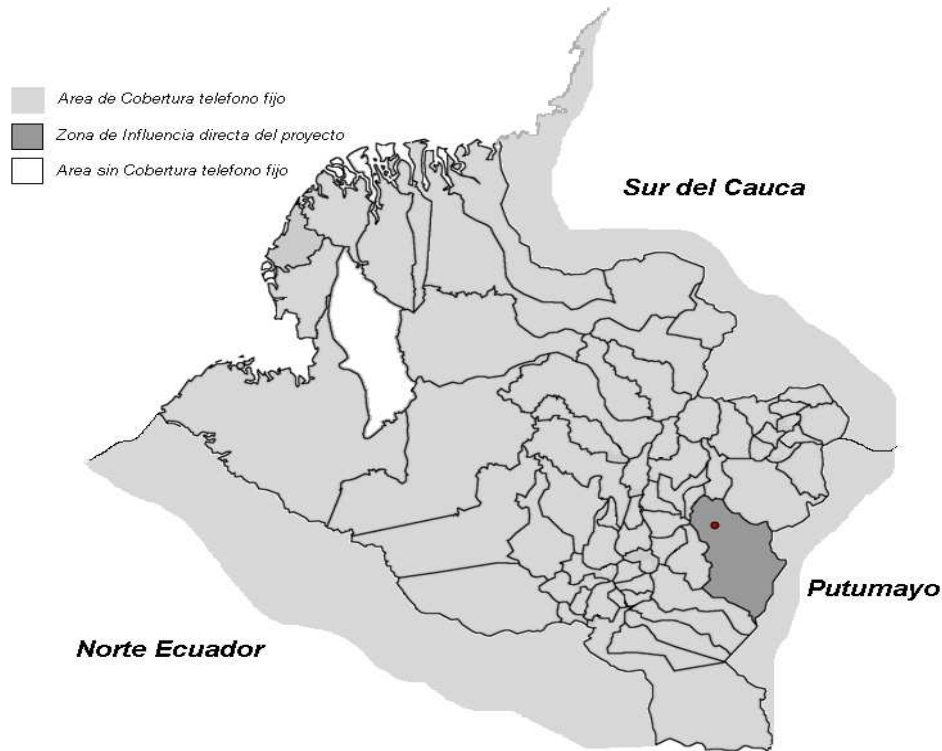 Area de Cobertura telefono fijo
Zona de Influencia directa del proyecto
Area sin Cobertura telefono fijo
Sur del Cauca
Putumayo
Norte Ecuador